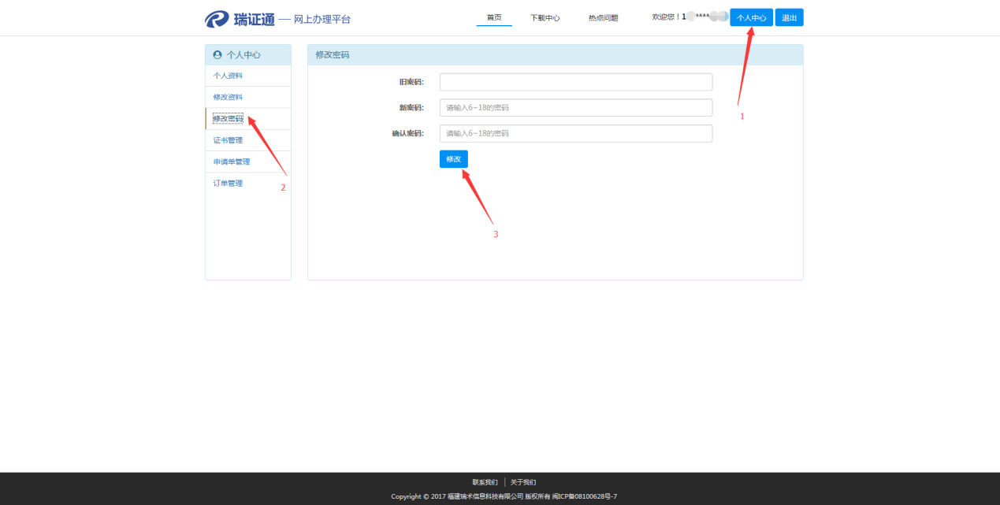 瑞证通 — 网上办理平台
首页 下载中心 热点问题 欢迎您！1 **** 个人中心 退出
个人中心
个人资料
修改资料
修改密码
证书管理
申请单管理
订单管理
修改密码
旧密码:
新密码: 请输入6~18的密码
确认密码: 请输入6~18的密码
修改
1
2
3
联系我们 | 关于我们
Copyright © 2017 福建瑞术信息科技有限公司 版权所有 闽ICP备08100628号-7